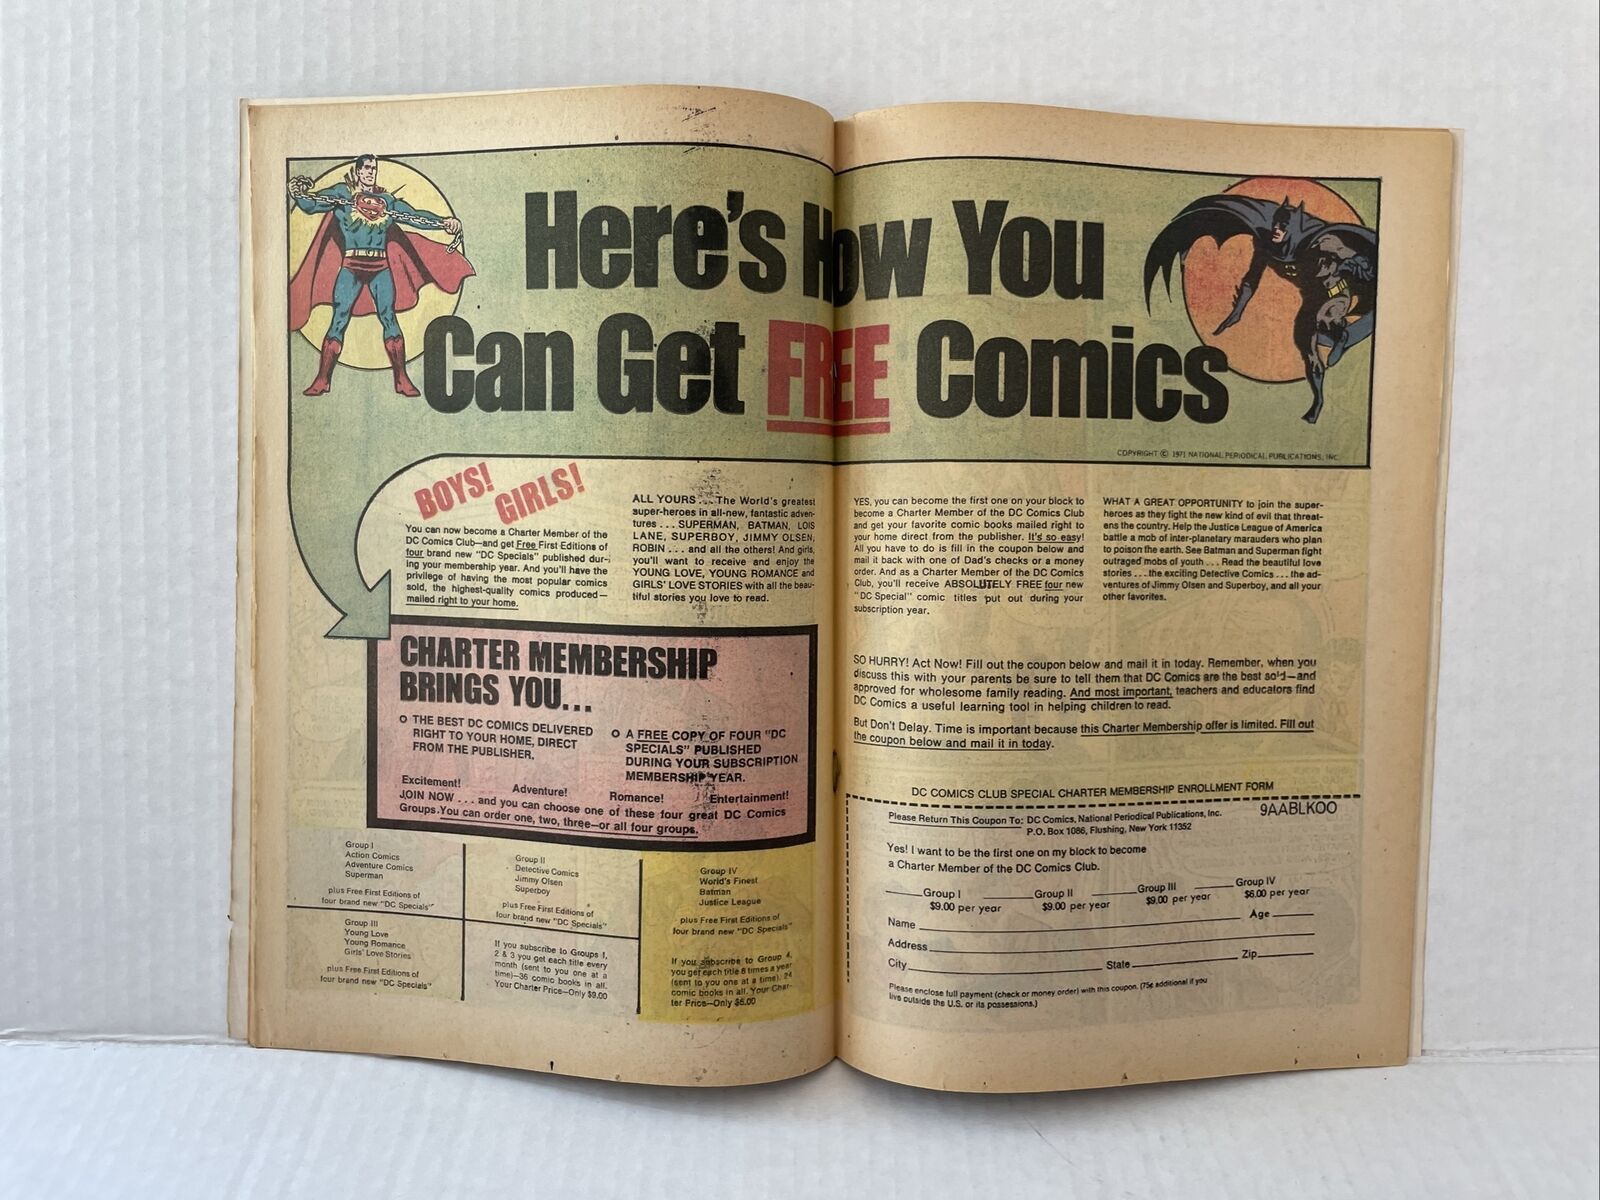 Here's How You
Can Get FREE Comics
COPYRIGHT © 1971 NATIONAL PERIODICAL PUBLICATIONS, INC.
BOYS!
GIRLS!
You can now become a Charter Member of the
DC Comics Club—and get Free First Editions of
four brand new "DC Specials" published dur-
ing your membership year. And you'll have the
privilege of having the most popular comics
sold, the highest-quality comics produced—
mailed right to your home.
ALL YOURS . . . The World's greatest
super-heroes in all-new, fantastic adven-
tures . . . SUPERMAN, BATMAN, LOIS
LANE, SUPERBOY, JIMMY OLSEN,
ROBIN . . . and all the others! And girls,
you'll want to receive and enjoy the
YOUNG LOVE, YOUNG ROMANCE and
GIRLS' LOVE STORIES with all the beau-
tiful stories you love to read.
YES, you can become the first one on your block to
become a Charter Member of the DC Comics Club
and get your favorite comic books mailed right to
your home direct from the publisher. It's so easy!
All you have to do is fill in the coupon below and
mail it back with one of Dad's checks or a money
order. And as a Charter Member of the DC Comics
Club, you'll receive ABSOLUTELY FREE four new
"DC Special" comic titles put out during your
subscription year.
WHAT A GREAT OPPORTUNITY to join the super-
heroes as they fight the new kind of evil that threat-
ens the country. Help the Justice League of America
battle a mob of inter-planetary marauders who plan
to poison the earth. See Batman and Superman fight
outraged mobs of youth . . . Read the beautiful love
stories . . . the exciting Detective Comics . . . the ad-
ventures of Jimmy Olsen and Superboy, and all your
other favorites.
CHARTER MEMBERSHIP
BRINGS YOU...
O THE BEST DC COMICS DELIVERED
RIGHT TO YOUR HOME, DIRECT
FROM THE PUBLISHER.
O A FREE COPY OF FOUR "DC
SPECIALS" PUBLISHED
DURING YOUR SUBSCRIPTION
MEMBERSHIP YEAR.
Excitement! Adventure! Romance! Entertainment!
JOIN NOW . . . and you can choose one of these four great DC Comics
Groups. You can order one, two, three—or all four groups.
SO HURRY! Act Now! Fill out the coupon below and mail it in today. Remember, when you
discuss this with your parents be sure to tell them that DC Comics are the best sold—and
approved for wholesome family reading. And most important, teachers and educators find
DC Comics a useful learning tool in helping children to read.
But Don't Delay. Time is important because this Charter Membership offer is limited. Fill out
the coupon below and mail it in today.
Group I
Action Comics
Adventure Comics
Superman
plus Free First Editions of
four brand new "DC Specials"
Group II
Detective Comics
Jimmy Olsen
Superboy
plus Free First Editions of
four brand new "DC Specials"
Group IV
World's Finest
Batman
Justice League
plus Free First Editions of
four brand new "DC Specials"
Group III
Young Love
Young Romance
Girls' Love Stories
plus Free First Editions of
four brand new "DC Specials"
If you subscribe to Groups 1,
2 & 3 you get each title every
month (sent to you one at a
time)—36 comic books in all.
Your Charter Price—Only $9.00
If you subscribe to Group 4,
you get each title 8 times a year
(sent to you one at a time). 24
comic books in all. Your Char-
ter Price—Only $6.00
DC COMICS CLUB SPECIAL CHARTER MEMBERSHIP ENROLLMENT FORM
Please Return This Coupon To: DC Comics, National Periodical Publications, Inc.
P.O. Box 1086, Flushing, New York 11352
9AABLKOO
Yes! I want to be the first one on my block to become
a Charter Member of the DC Comics Club.
Group I Group II Group III Group IV
$9.00 per year $9.00 per year $9.00 per year $6.00 per year
Name Age
Address
City State Zip
Please enclose full payment (check or money order) with this coupon. (75¢ additional if you
live outside the U.S. or its possessions.)